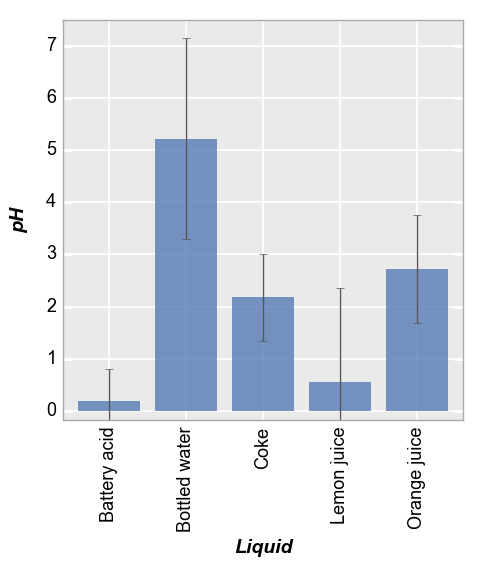 7
6
5
4
3
2
1
0
pH
Battery acid
Bottled water
Coke
Lemon juice
Orange juice
Liquid